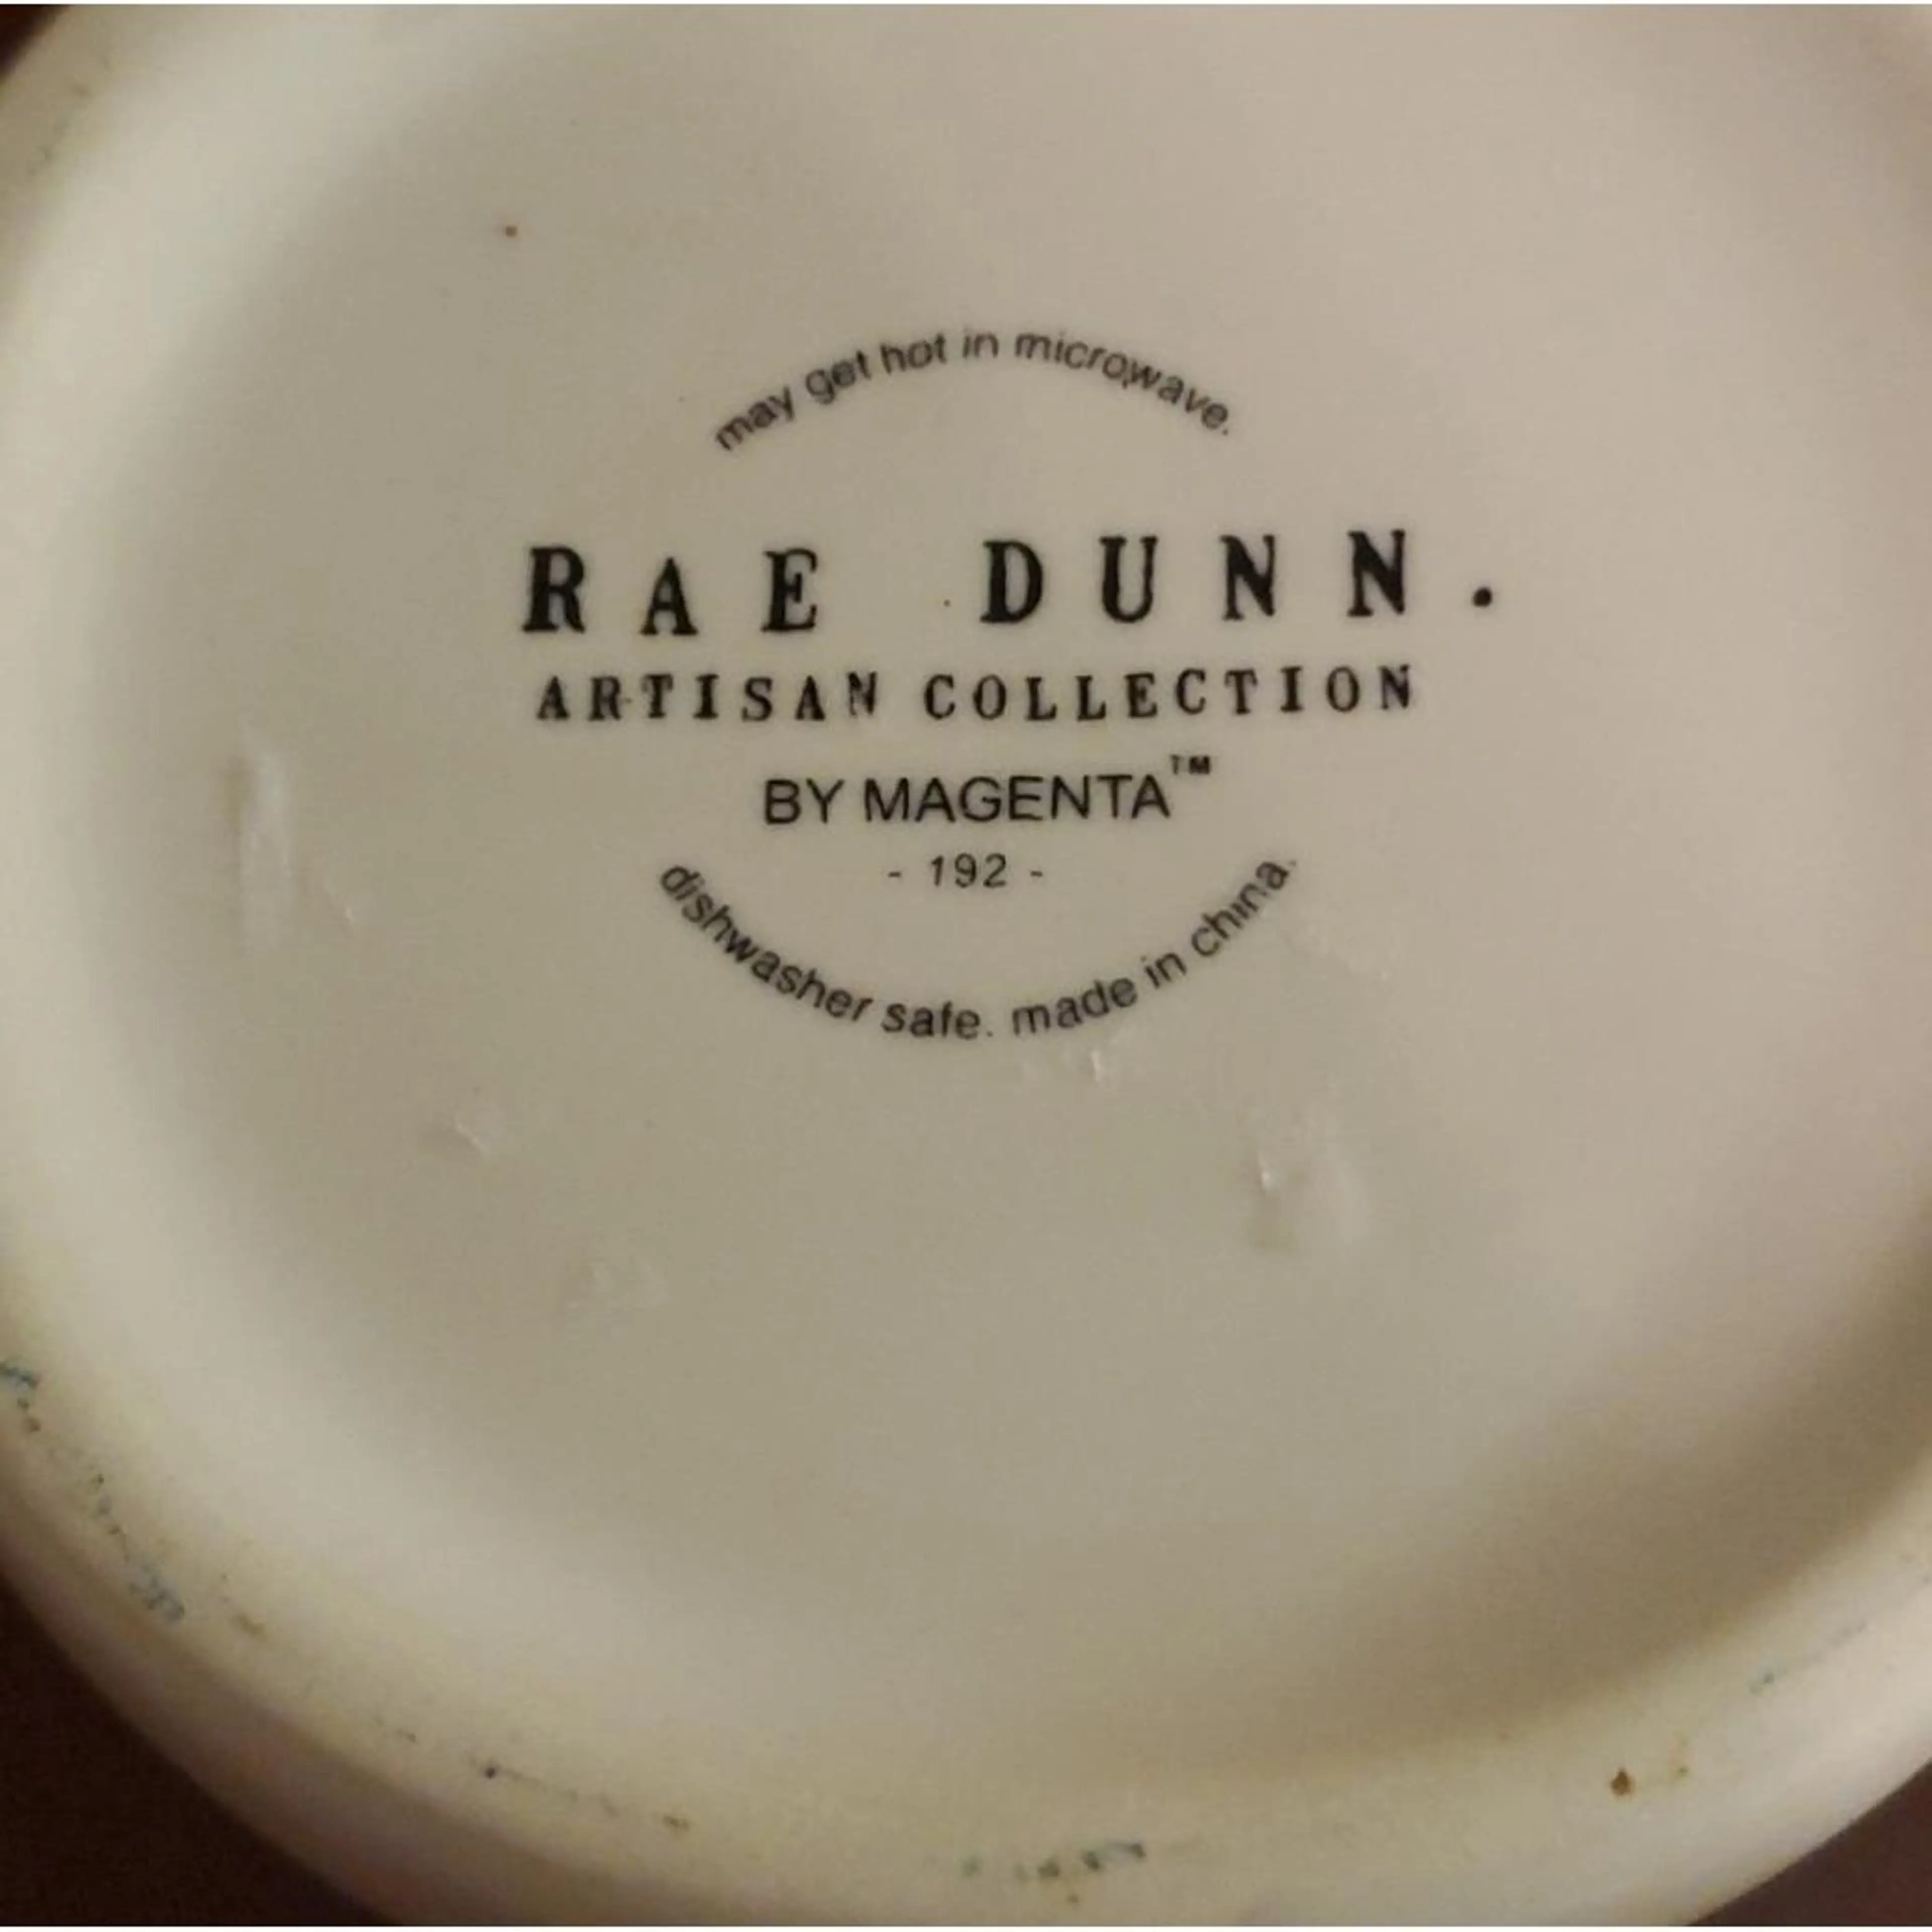 may get hot in microwave.
RAE DUNN.
ARTISAN COLLECTION
BY MAGENTA™
- 192 -
dishwasher safe. made in china.